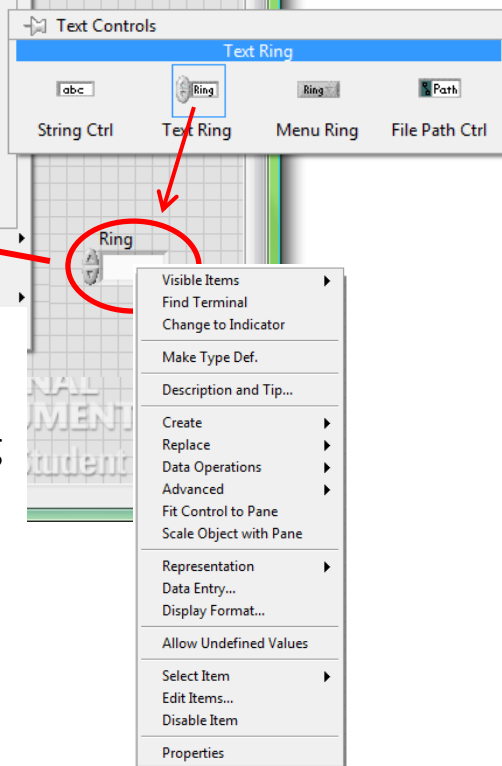 Text Controls
Text Ring
abc
Ring
Ring
Path
String Ctrl Text Ring Menu Ring File Path Ctrl
Ring
Visible Items
Find Terminal
Change to Indicator
Make Type Def.
Description and Tip...
Create
Replace
Data Operations
Advanced
Fit Control to Pane
Scale Object with Pane
Representation
Data Entry...
Display Format...
Allow Undefined Values
Select Item
Edit Items...
Disable Item
Properties
NAL
UMENT
Student
g